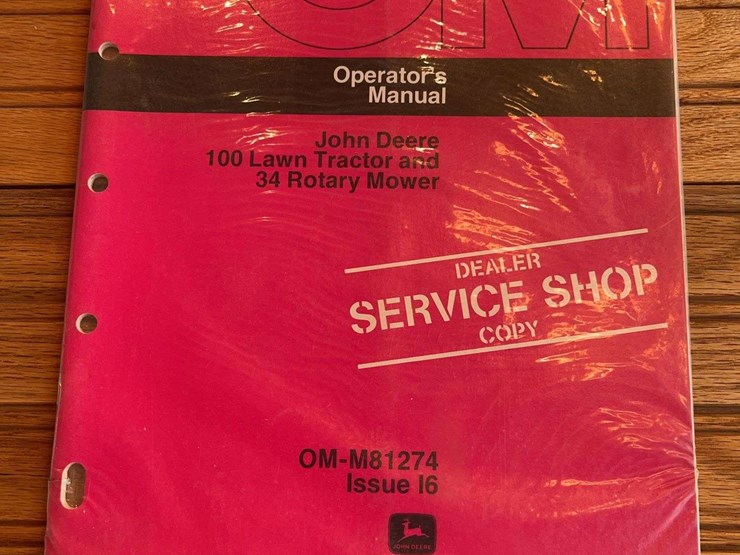 OM
Operator's
Manual
John Deere
100 Lawn Tractor and
34 Rotary Mower
DEALER
SERVICE SHOP
COPY
OM-M81274
Issue I6
JOHN DEERE